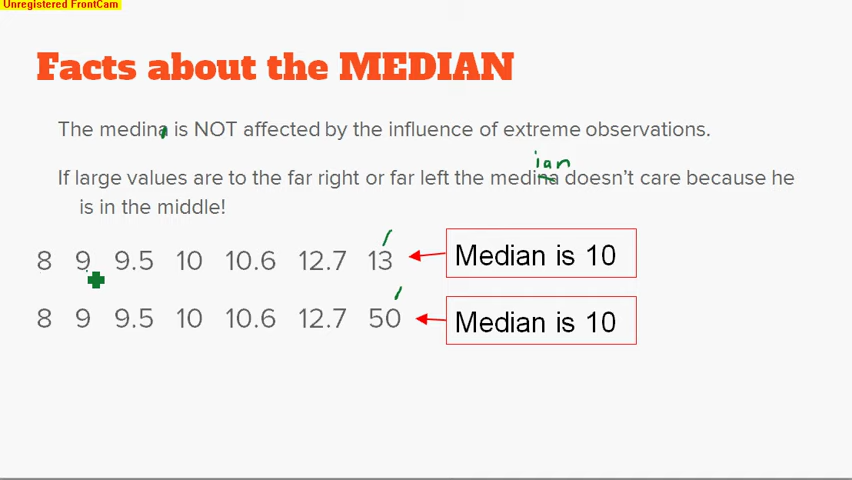 Unregistered FrontCam
Facts about the MEDIAN
The medina is NOT affected by the influence of extreme observations.
ian
If large values are to the far right or far left the medina doesn't care because he
is in the middle!
8 9 9.5 10 10.6 12.7 13
Median is 10
8 9 9.5 10 10.6 12.7 50
Median is 10